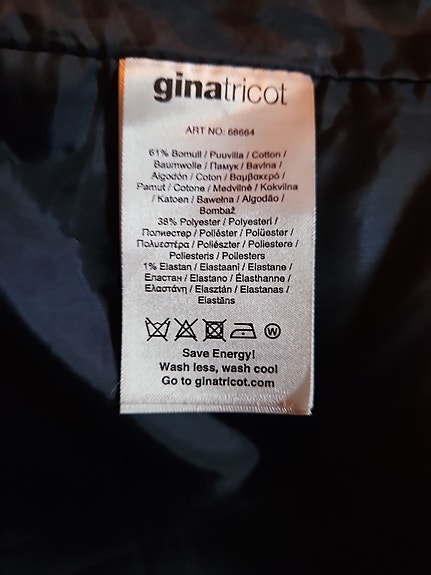 ginatricot
ART NO: 68664
61% Bomull / Puuvilla / Cotton /
Baumwolle / Памук / Bavlna /
Algodón / Coton / Βαμβακερό /
Pamut / Cotone / Medvilnė / Kokvilna
/ Katoen / Bawełna / Algodão /
Bombaž
38% Polyester / Polyesteri /
Полиестер / Poliéster / Polüester /
Πολυεστέρα / Poliészter / Poliestere /
Poliesteris / Poliesters
1% Elastan / Elastaani / Elastane /
Еластан / Elastano / Élasthanne /
Ελαστάνη / Elasztán / Elastanas /
Elastāns
W
Save Energy!
Wash less, wash cool
Go to ginatricot.com